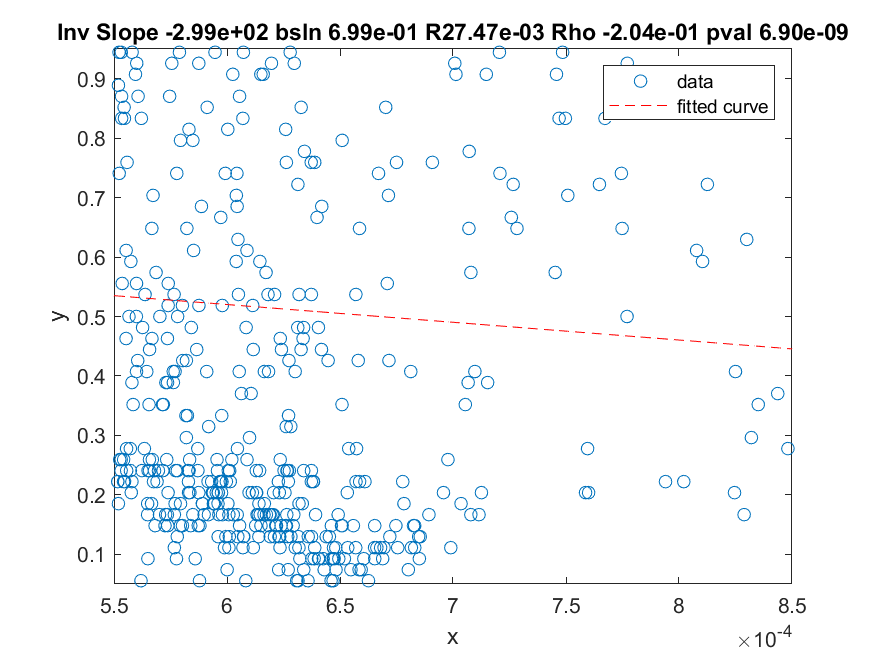 Inv Slope -2.99e+02 bsln 6.99e-01 R27.47e-03 Rho -2.04e-01 pval 6.90e-09
data
fitted curve
0.9
0.8
0.7
0.6
0.5
0.4
0.3
0.2
0.1
y
5.5 6 6.5 7 7.5 8 8.5
x
×10⁻⁴